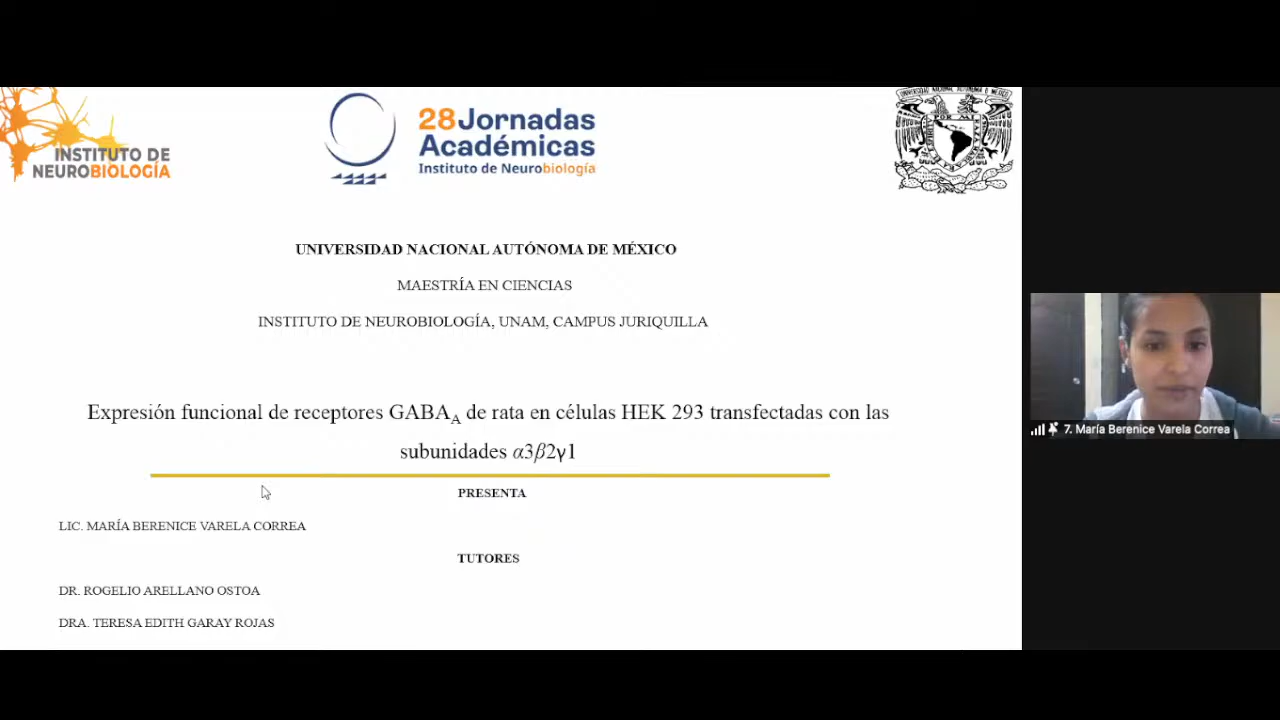 INSTITUTO DE
NEUROBIOLOGÍA
28Jornadas
Académicas
Instituto de Neurobiología
UNIVERSIDAD NACIONAL AUTÓNOMA DE MÉXICO
MAESTRÍA EN CIENCIAS
INSTITUTO DE NEUROBIOLOGÍA, UNAM, CAMPUS JURIQUILLA
Expresión funcional de receptores GABA_A de rata en células HEK 293 transfectadas con las
subunidades α3β2γ1
PRESENTA
LIC. MARÍA BERENICE VARELA CORREA
TUTORES
DR. ROGELIO ARELLANO OSTOA
DRA. TERESA EDITH GARAY ROJAS
7. María Berenice Varela Correa